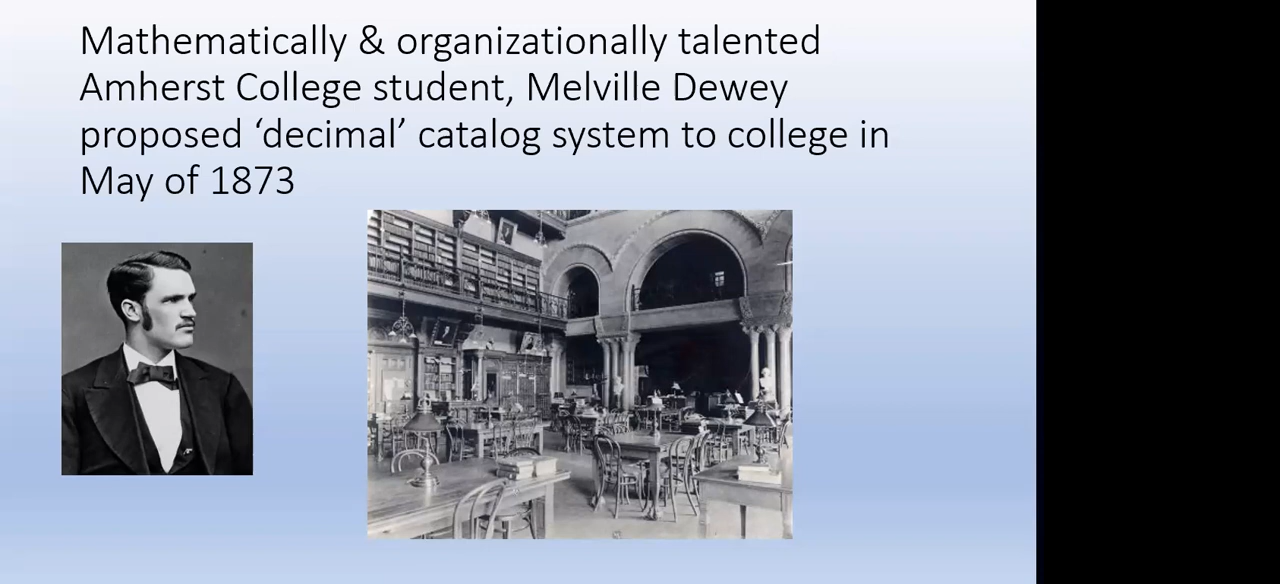 Mathematically & organizationally talented
Amherst College student, Melville Dewey
proposed ‘decimal’ catalog system to college in
May of 1873